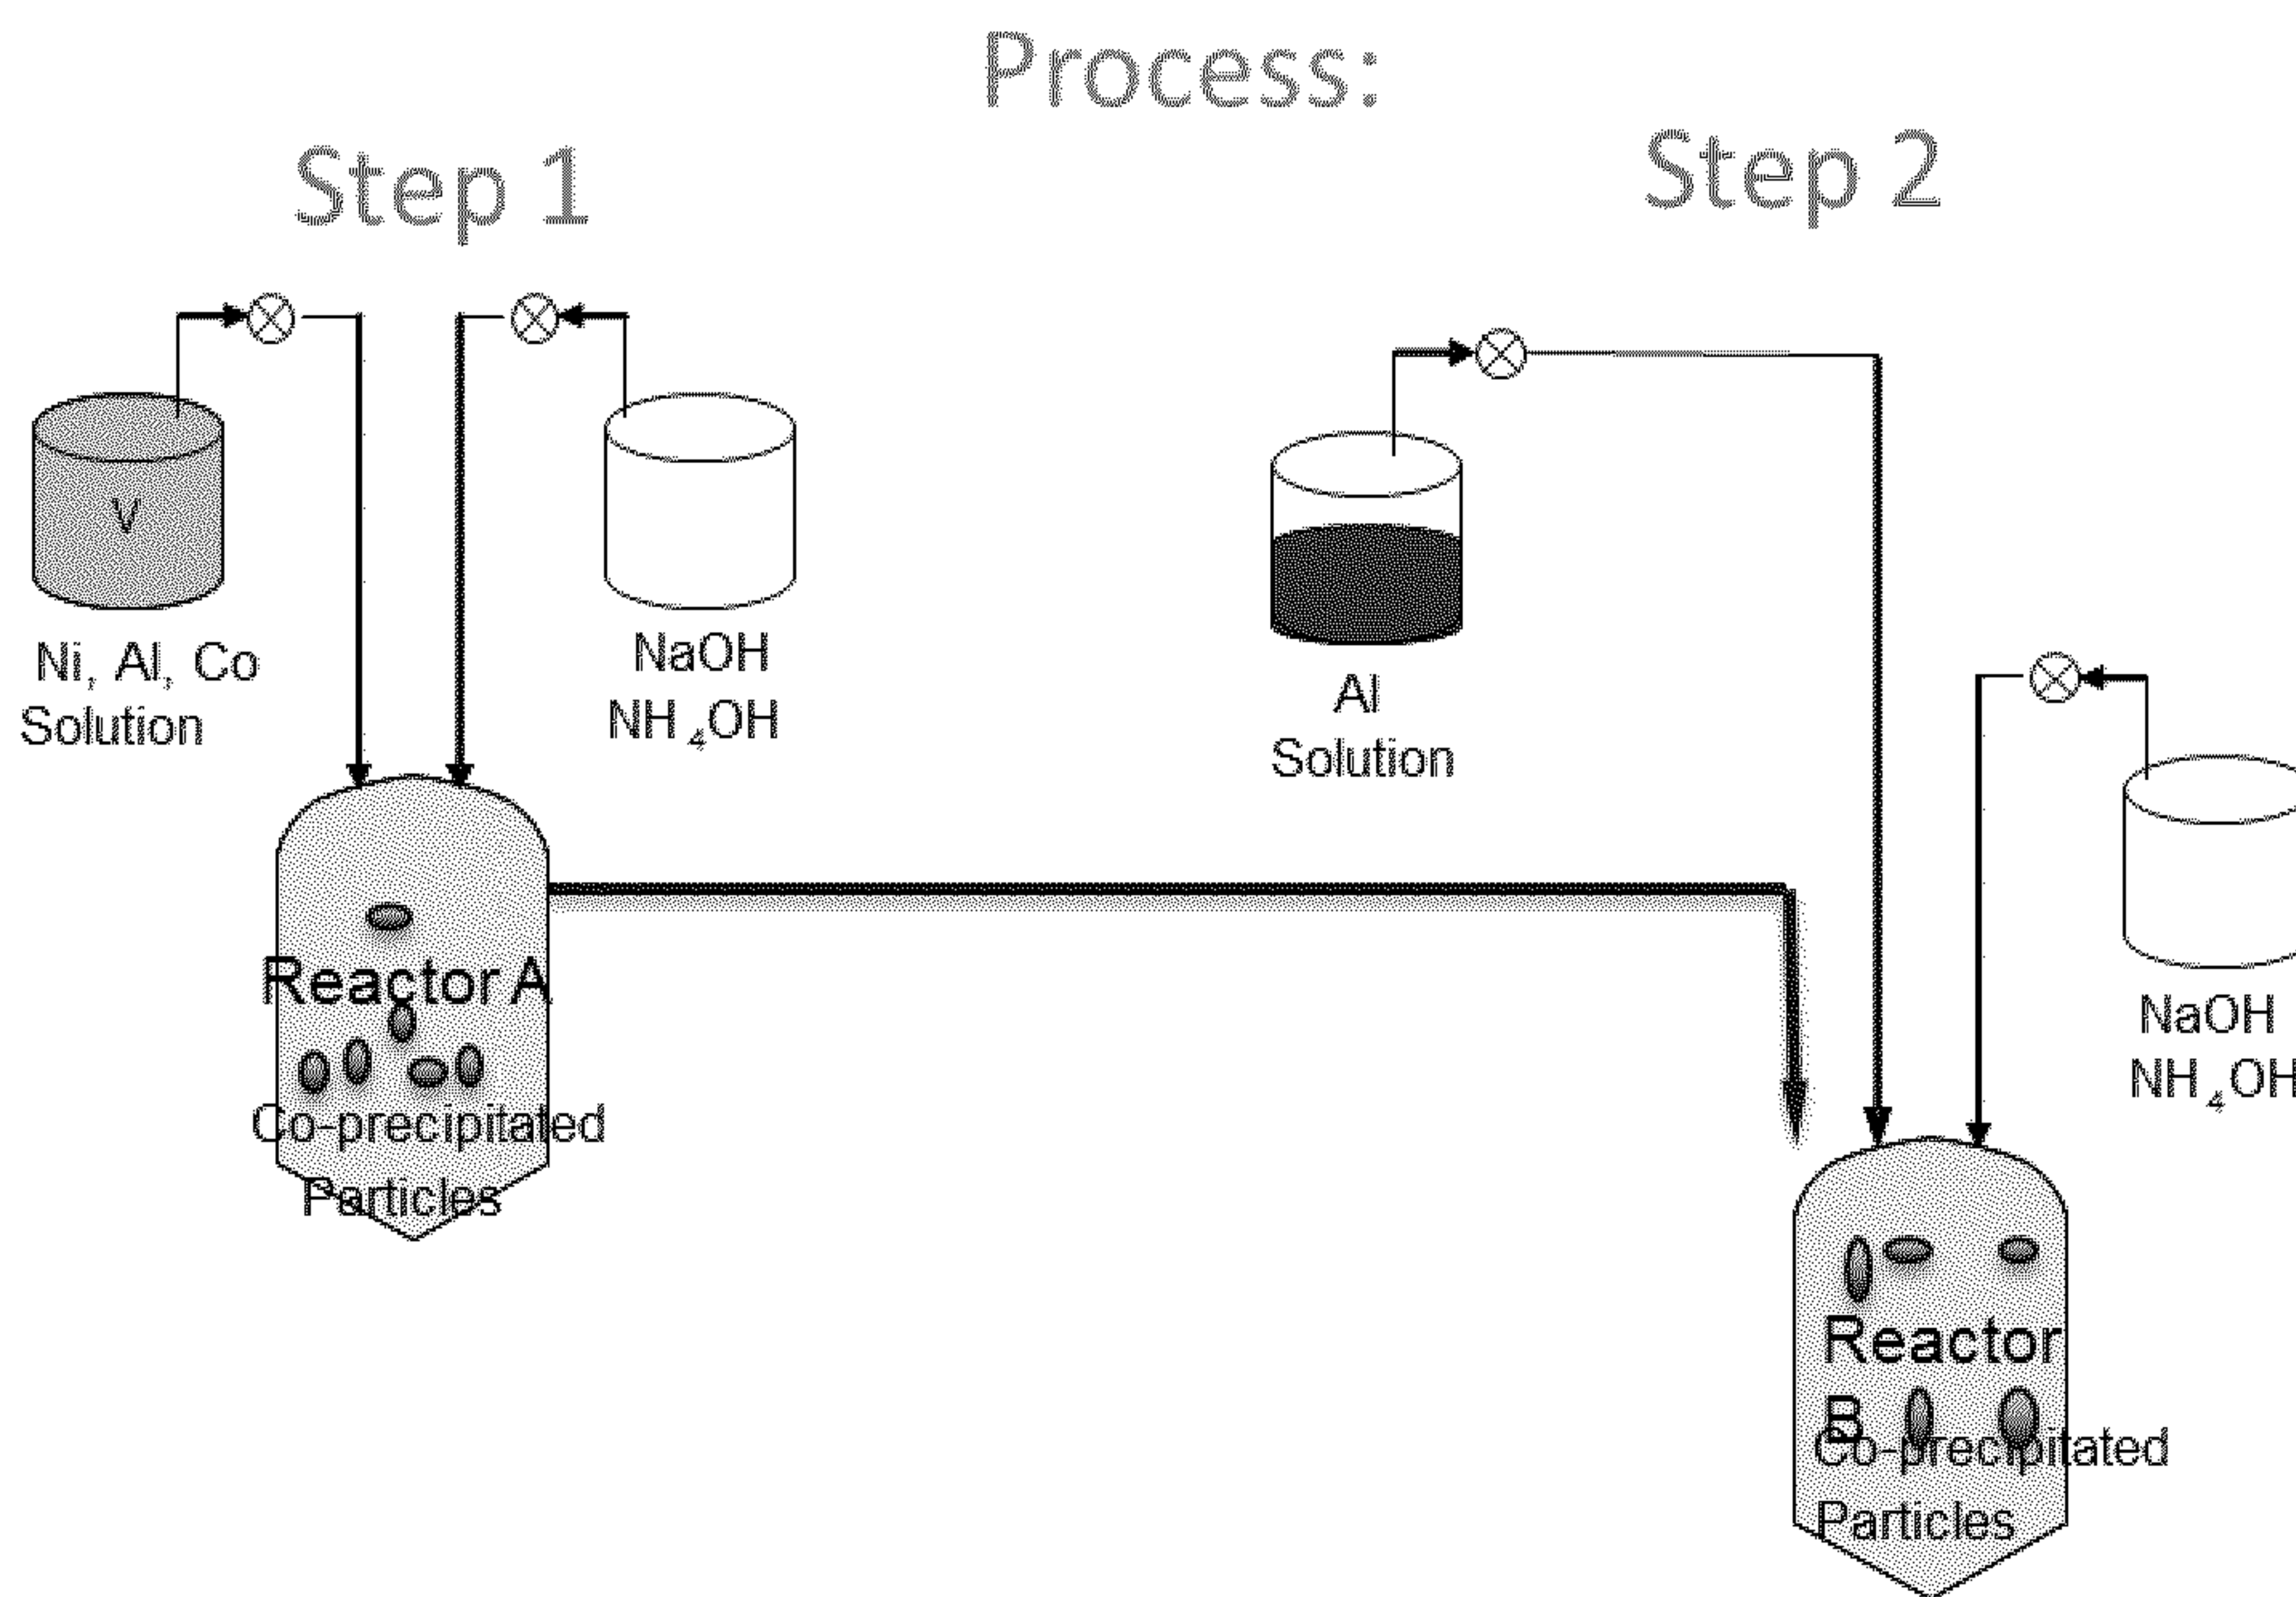 Process:
Step 1
Step 2
V
Ni, Al, Co
Solution
NaOH
NH4OH
Al
Solution
NaOH
NH4OH
Reactor A
Co-precipitated
Particles
Reactor
B
Co-precipitated
Particles